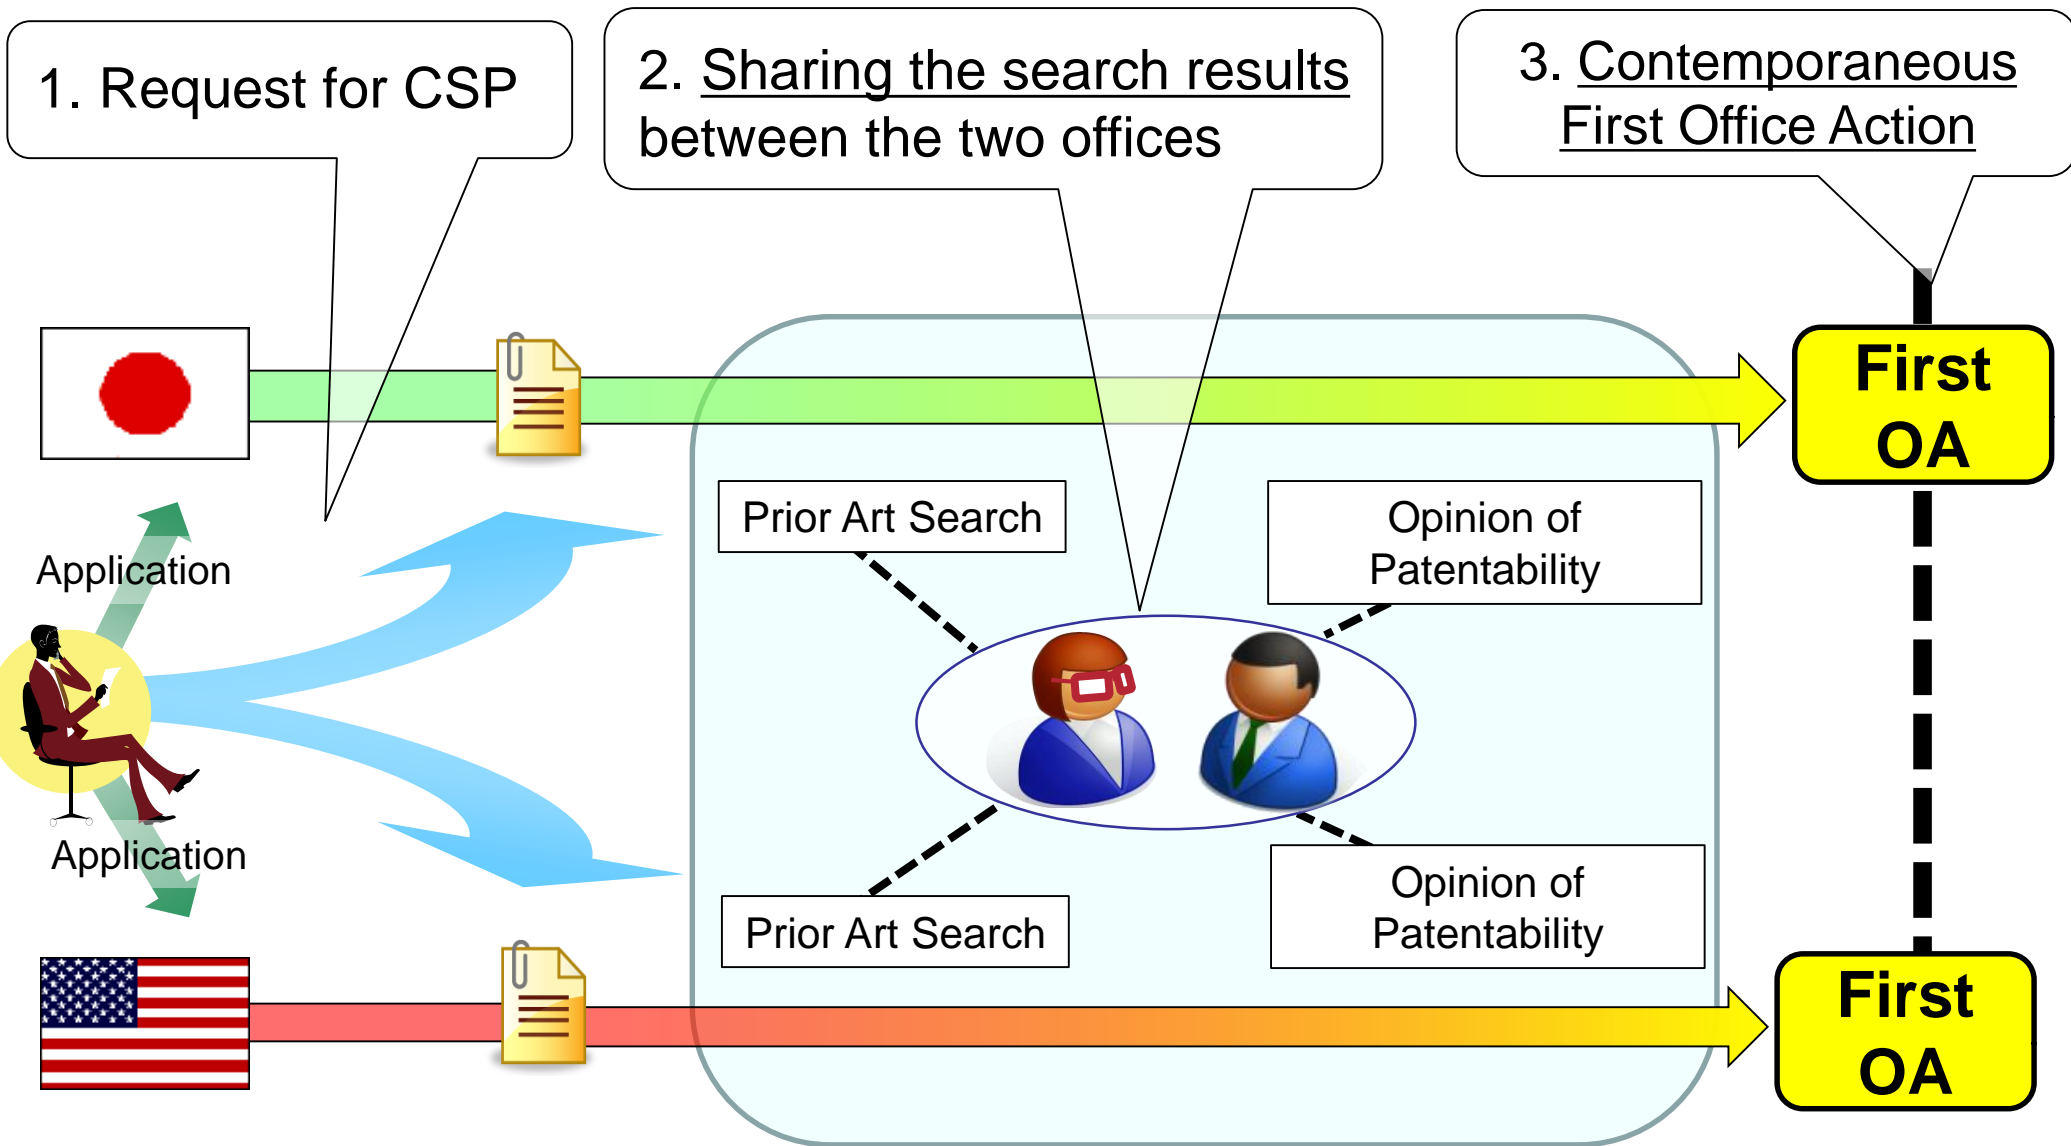 1. Request for CSP
2. Sharing the search results
between the two offices
3. Contemporaneous
First Office Action
First
OA
Prior Art Search
Opinion of
Patentability
Application
Application
Prior Art Search
Opinion of
Patentability
First
OA